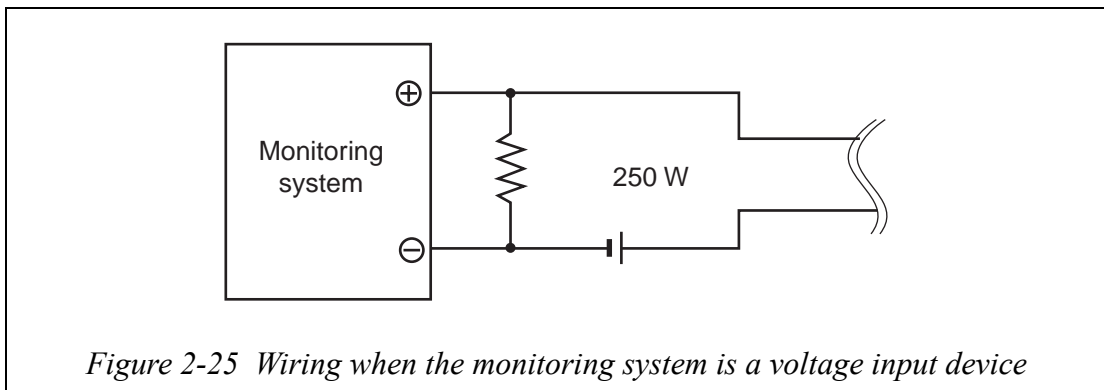 ⊕
Monitoring
system
250 W
⊖
Figure 2-25 Wiring when the monitoring system is a voltage input device